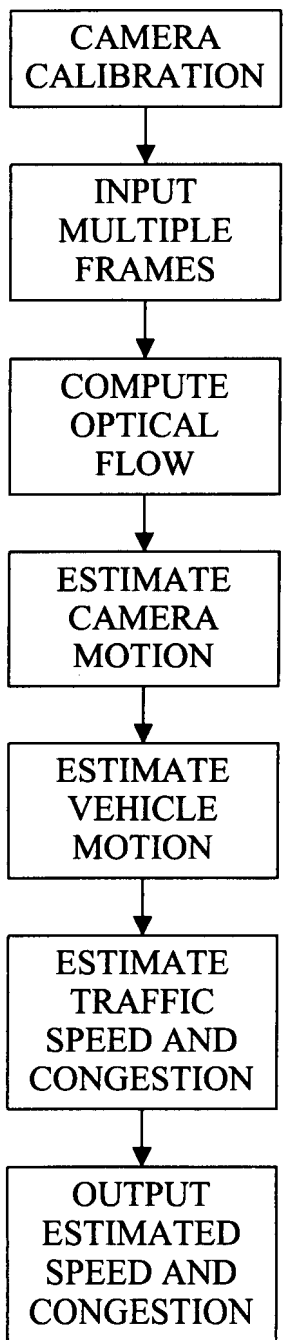 CAMERA
CALIBRATION
INPUT
MULTIPLE
FRAMES
COMPUTE
OPTICAL
FLOW
ESTIMATE
CAMERA
MOTION
ESTIMATE
VEHICLE
MOTION
ESTIMATE
TRAFFIC
SPEED AND
CONGESTION
OUTPUT
ESTIMATED
SPEED AND
CONGESTION